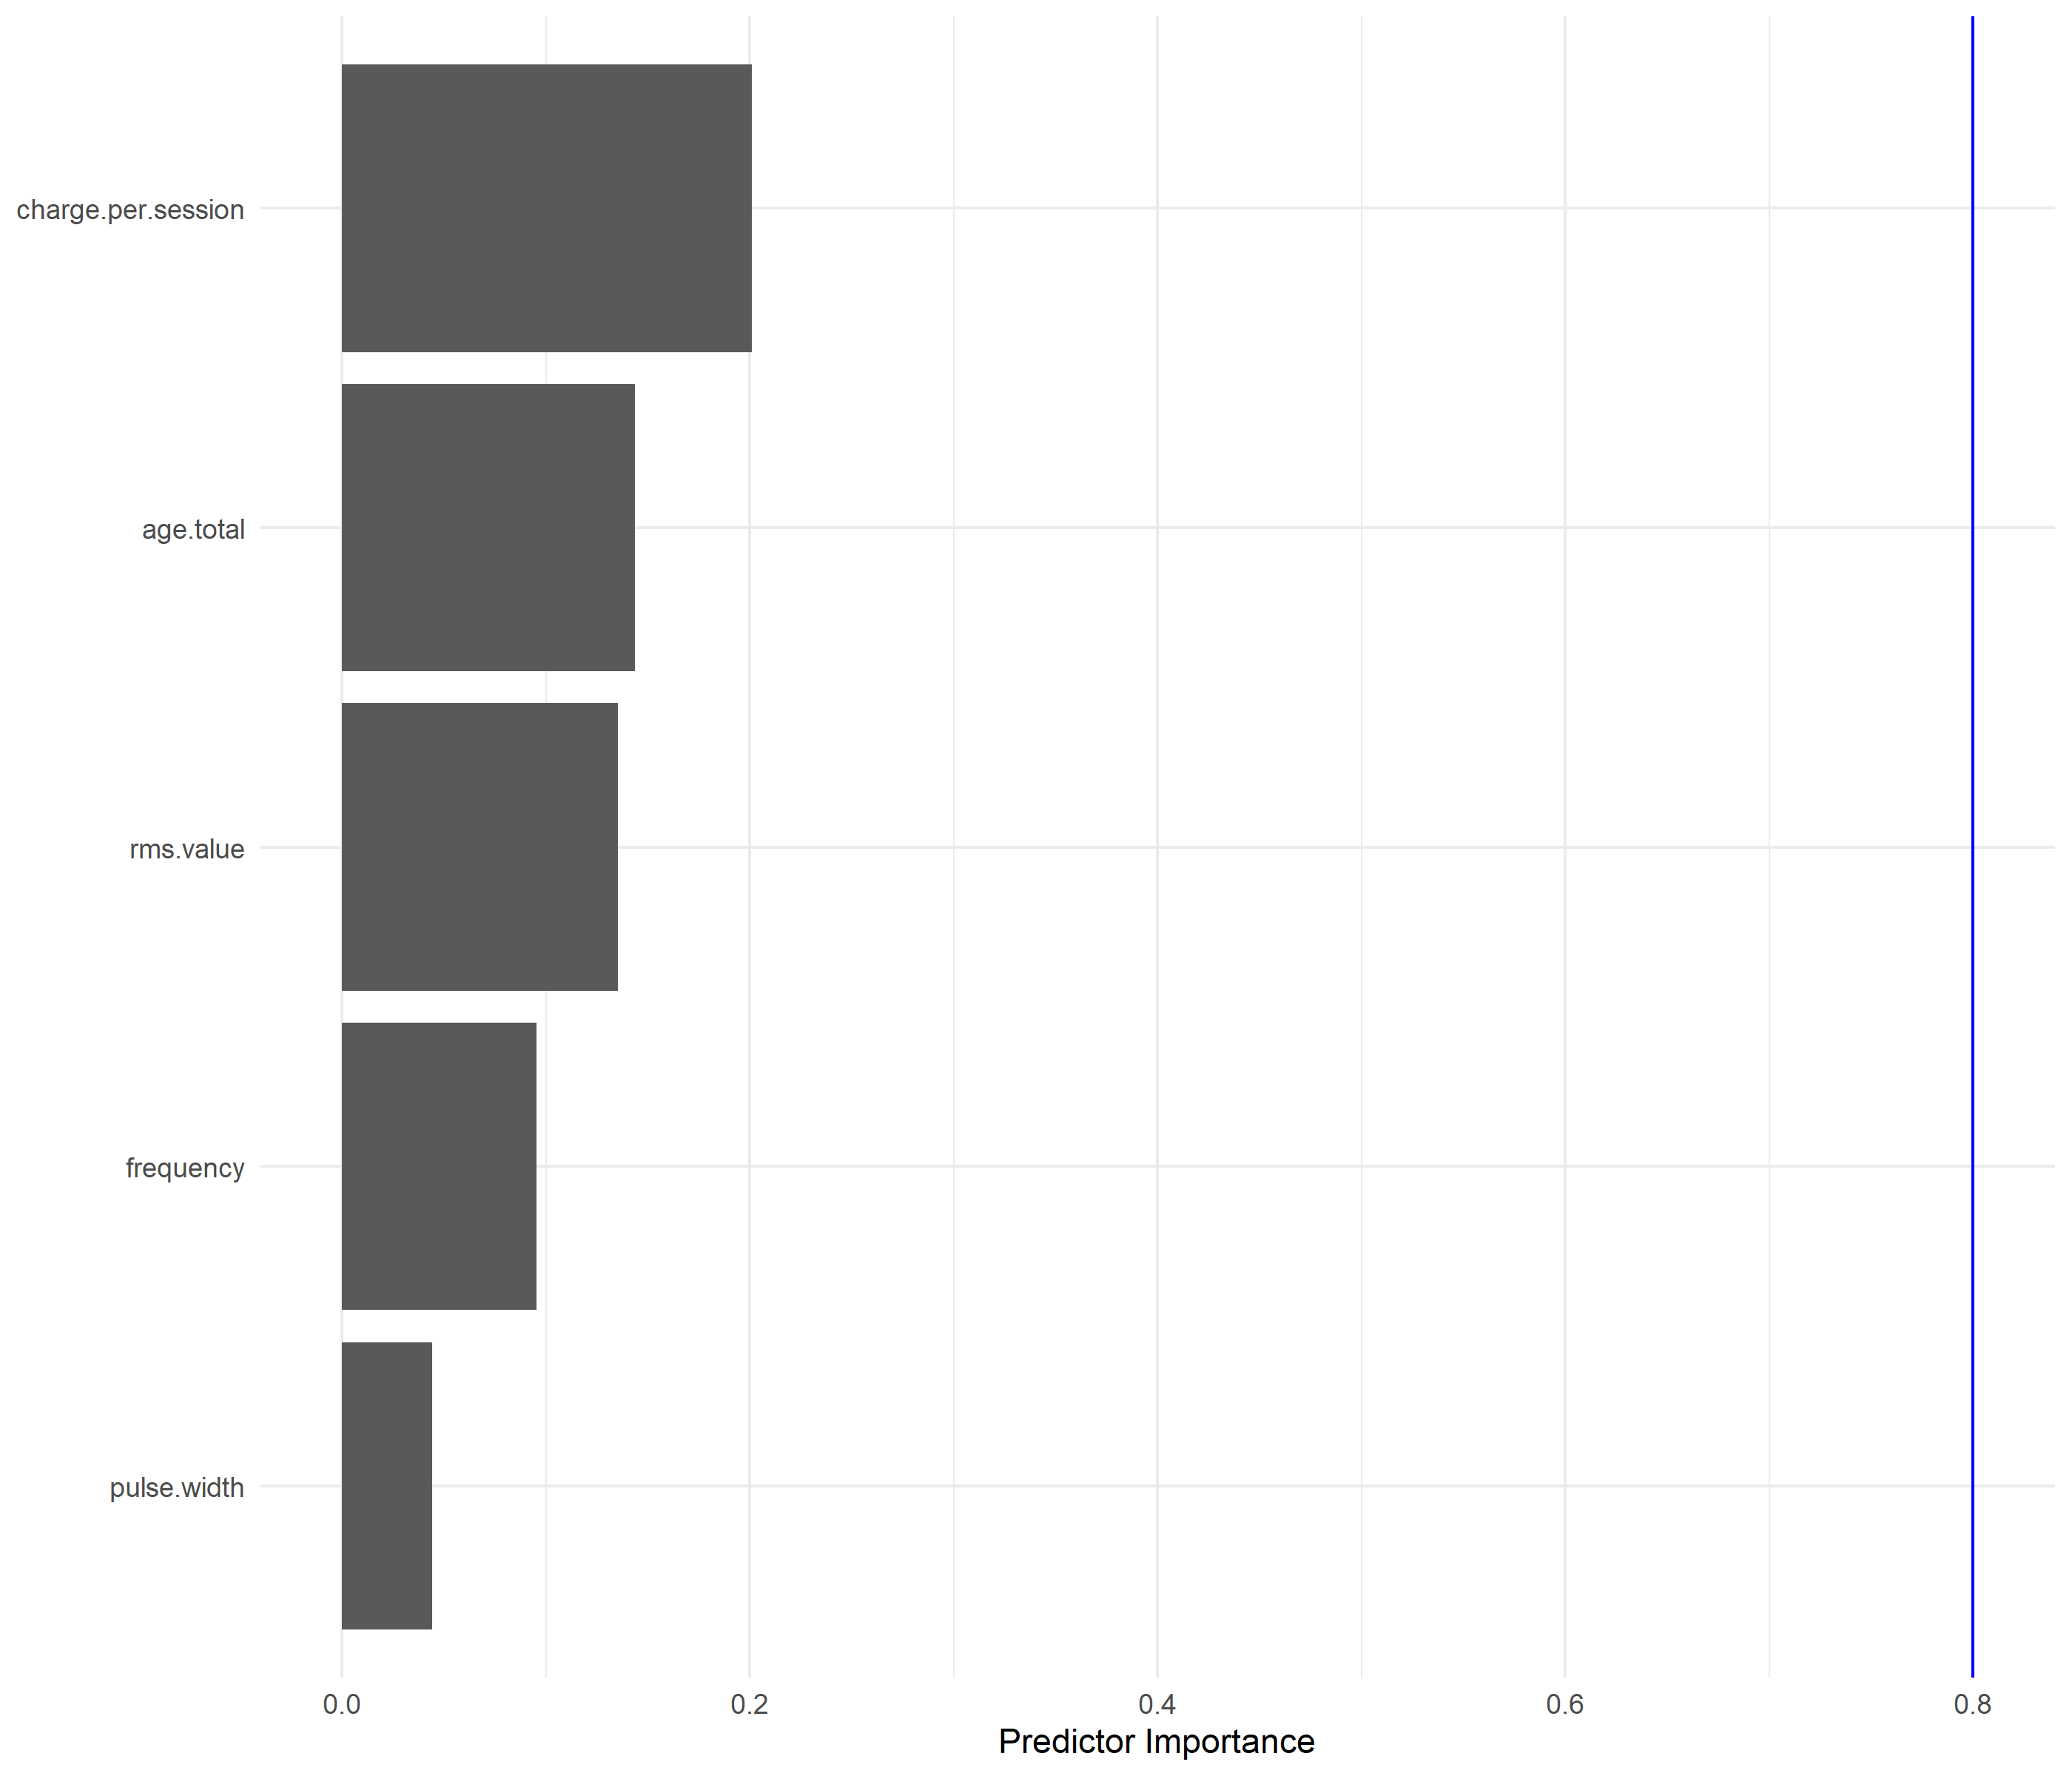 charge.per.session
age.total
rms.value
frequency
pulse.width
0.0 0.2 0.4 0.6 0.8
Predictor Importance